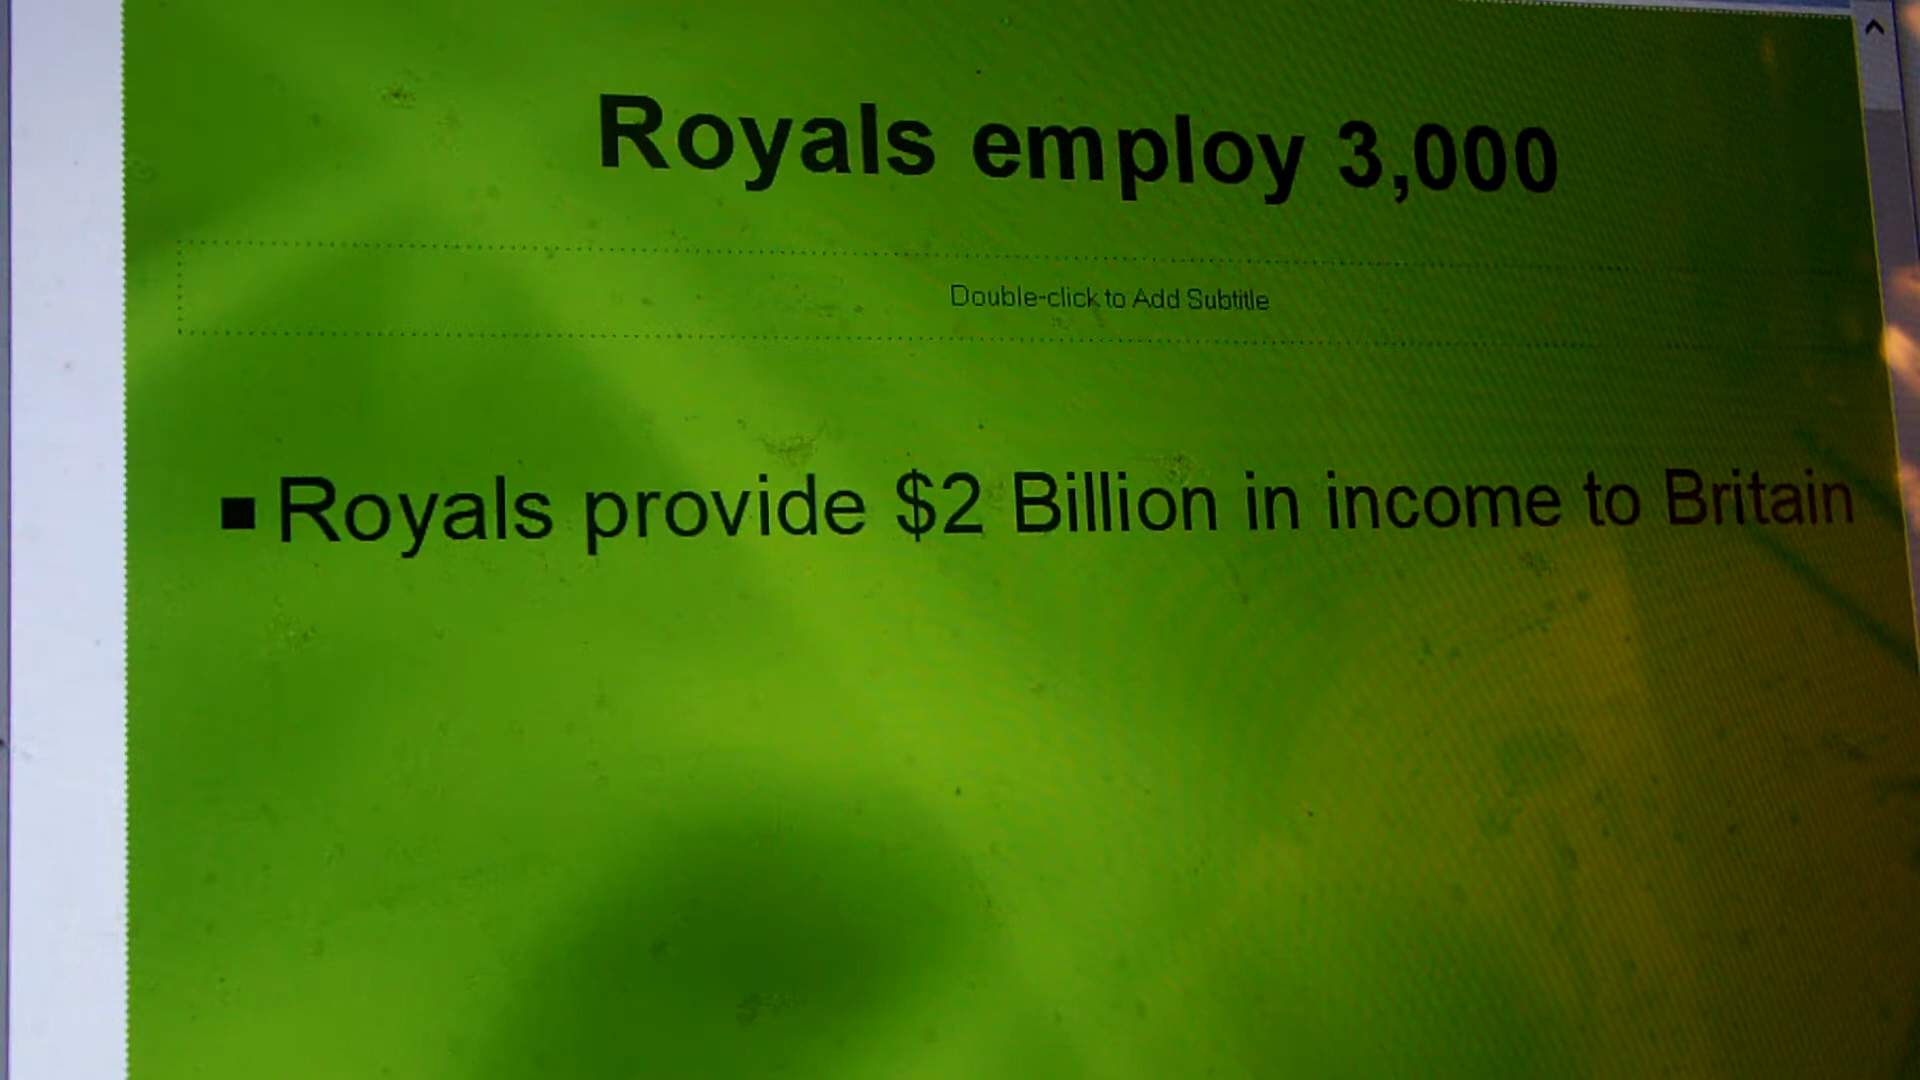 Royals employ 3,000
Double-click to Add Subtitle
■ Royals provide $2 Billion in income to Britain